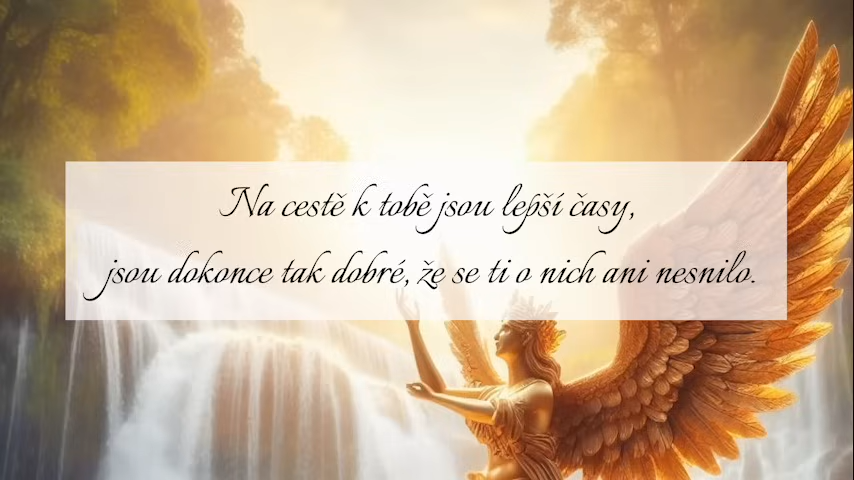 Na cestě k tobě jsou lepší časy,
jsou dokonce tak dobré, že se ti o nich ani nesnilo.